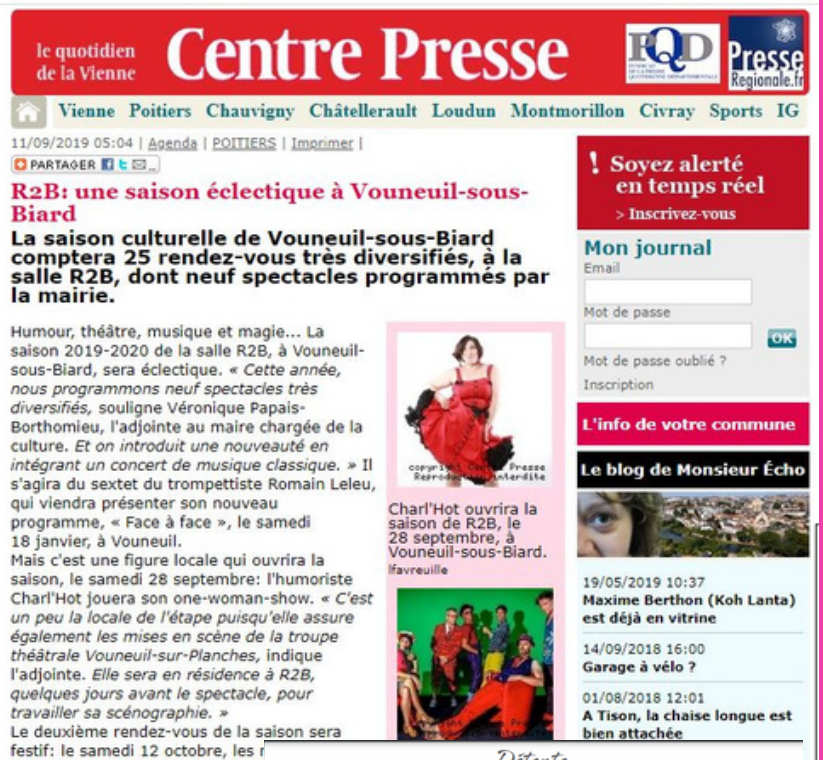 le quotidien
de la Vienne
Centre Presse
PQD
SYNDICAT
DE LA PRESSE
QUOTIDIENNE DÉPARTEMENTALE
Presse
Regionale.fr
Vienne Poitiers Chauvigny Châtellerault Loudun Montmorillon Civray Sports IG
11/09/2019 05:04 | Agenda | POITIERS | Imprimer |
PARTAGER
R2B: une saison éclectique à Vouneuil-sous-
Biard
La saison culturelle de Vouneuil-sous-Biard
comptera 25 rendez-vous très diversifiés, à la
salle R2B, dont neuf spectacles programmés par
la mairie.
Humour, théâtre, musique et magie... La
saison 2019-2020 de la salle R2B, à Vouneuil-
sous-Biard, sera éclectique. « Cette année,
nous programmons neuf spectacles très
diversifiés, souligne Véronique Papais-
Borthomieu, l'adjointe au maire chargée de la
culture. Et on introduit une nouveauté en
intégrant un concert de musique classique. » Il
s'agira du sextet du trompettiste Romain Leleu,
qui viendra présenter son nouveau
programme, « Face à face », le samedi
18 janvier, à Vouneuil.
Mais c'est une figure locale qui ouvrira la
saison, le samedi 28 septembre: l'humoriste
Charl'Hot jouera son one-woman-show. « C'est
un peu la locale de l'étape puisqu'elle assure
également les mises en scène de la troupe
théâtrale Vouneuil-sur-Planches, indique
l'adjointe. Elle sera en résidence à R2B,
quelques jours avant le spectacle, pour
travailler sa scénographie. »
Le deuxième rendez-vous de la saison sera
festif: le samedi 12 octobre, les
copyright Centre Presse
Reproduction interdite
Charl'Hot ouvrira la
saison de R2B, le
28 septembre, à
Vouneuil-sous-Biard.
lfavreuille
! Soyez alerté
en temps réel
> Inscrivez-vous
Mon journal
Email
Mot de passe
OK
Mot de passe oublié ?
Inscription
L'info de votre commune
Le blog de Monsieur Écho
19/05/2019 10:37
Maxime Berthon (Koh Lanta)
est déjà en vitrine
14/09/2018 16:00
Garage à vélo ?
01/08/2018 12:01
A Tison, la chaise longue est
bien attachée